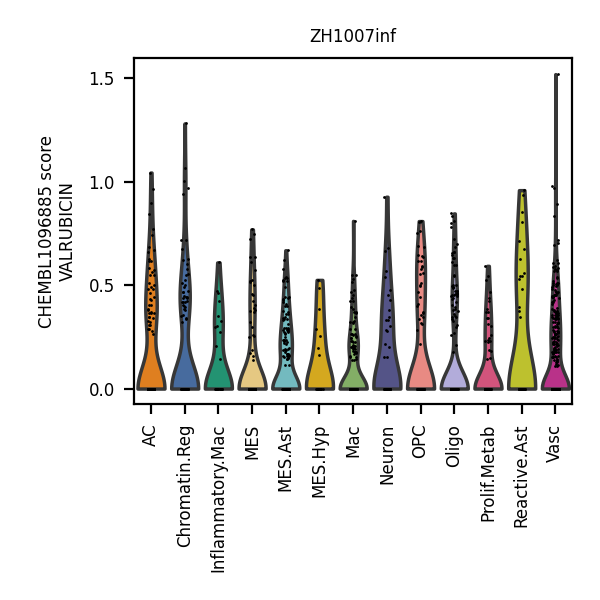 ZH1007inf
CHEMBL1096885 score
VALRUBICIN
1.5
1.0
0.5
0.0
AC
Chromatin.Reg
Inflammatory.Mac
MES
MES.Ast
MES.Hyp
Mac
Neuron
OPC
Oligo
Prolif.Metab
Reactive.Ast
Vasc